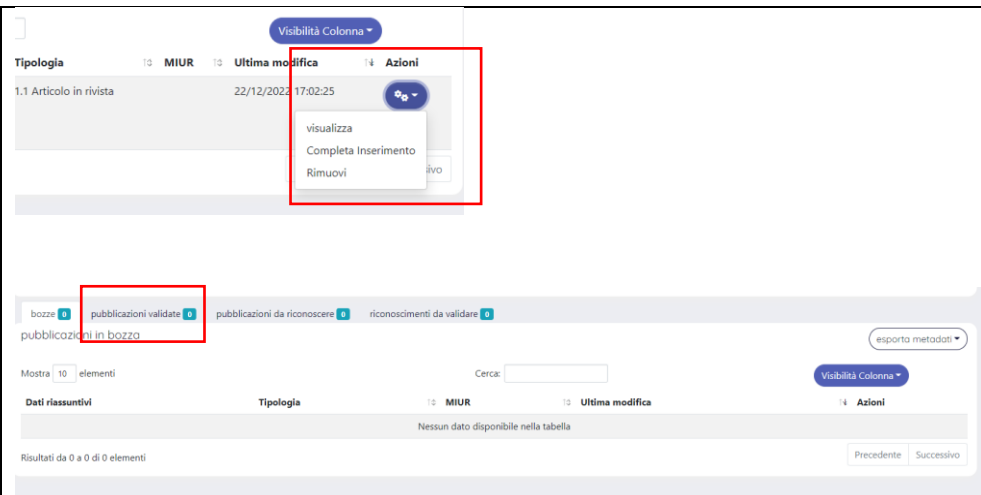 Visibilità Colonna
Tipologia MIUR Ultima modifica Azioni
1.1 Articolo in rivista 22/12/2022 17:02:25
visualizza
Completa Inserimento
Rimuovi
bozze 0 pubblicazioni validate 0 pubblicazioni da riconoscere 0 riconoscimenti da validare 0
pubblicazioni in bozza esporta metadati
Mostra 10 elementi Cerca: Visibilità Colonna
Dati riassuntivi Tipologia MIUR Ultima modifica Azioni
Nessun dato disponibile nella tabella
Risultati da 0 a 0 di 0 elementi Precedente Successivo